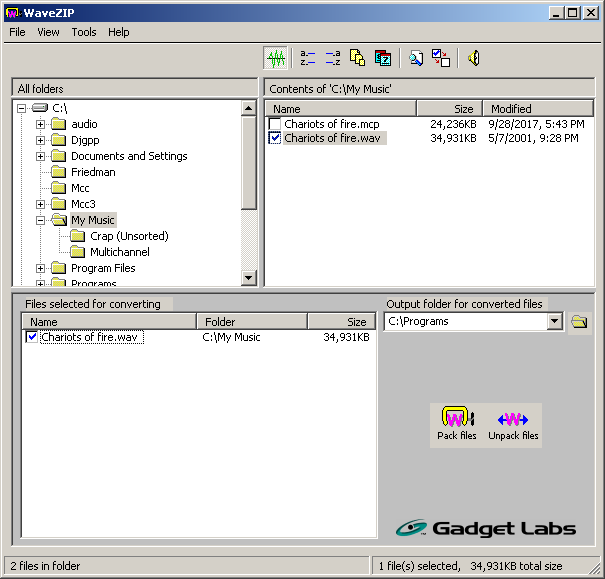 WaveZIP
File View Tools Help
a.– z.–
z.– a.–
All folders
Contents of 'C:\My Music'
C:\
audio
Djgpp
Documents and Settings
Friedman
Mcc
Mcc3
My Music
Crap (Unsorted)
Multichannel
Program Files
Programs
Name Size Modified
Chariots of fire.mcp 24,236KB 9/28/2017, 5:43 PM
Chariots of fire.wav 34,931KB 5/7/2001, 9:28 PM
Files selected for converting
Name Folder Size
Chariots of fire.wav C:\My Music 34,931KB
Output folder for converted files
C:\Programs
Pack files Unpack files
Gadget Labs
2 files in folder
1 file(s) selected, 34,931KB total size